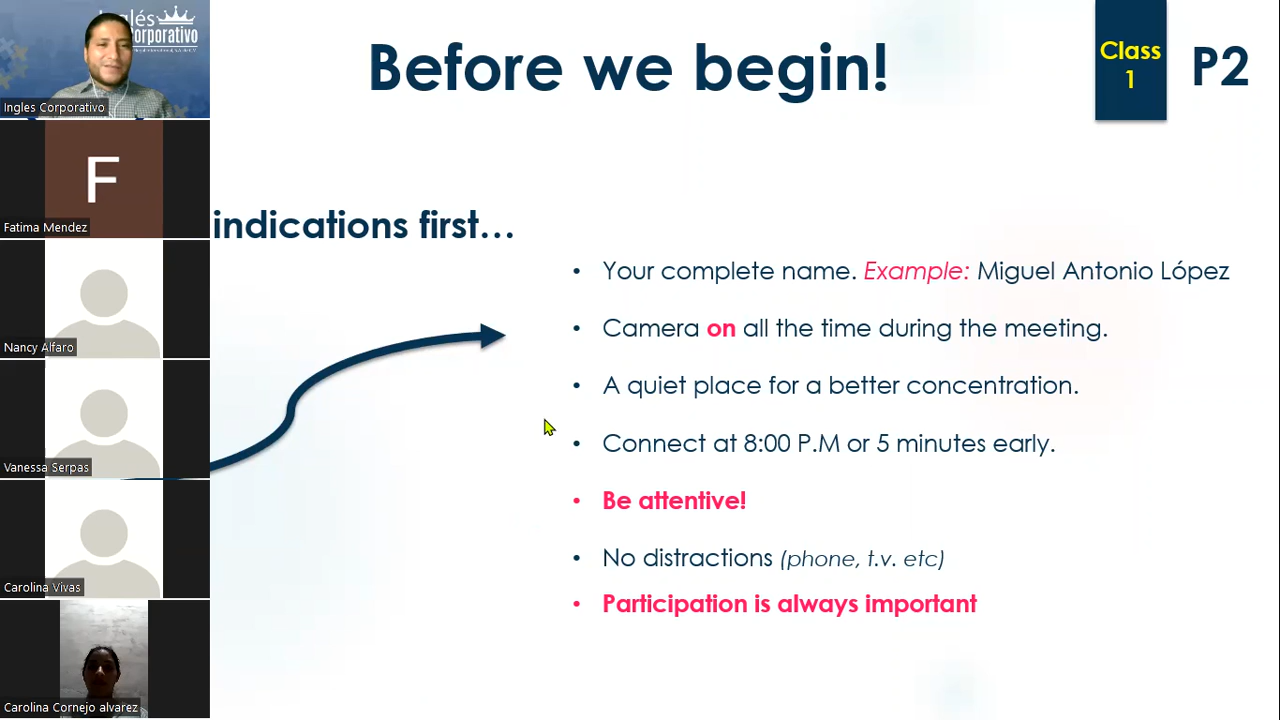 Inglés
Corporativo
Ingles Corporativo
F
Fatima Mendez
Nancy Alfaro
Vanessa Serpas
Carolina Vivas
Carolina Cornejo alvarez
Before we begin!
Class
1
P2
indications first…
• Your complete name. Example: Miguel Antonio López
• Camera on all the time during the meeting.
• A quiet place for a better concentration.
• Connect at 8:00 P.M or 5 minutes early.
• Be attentive!
• No distractions (phone, t.v. etc)
• Participation is always important